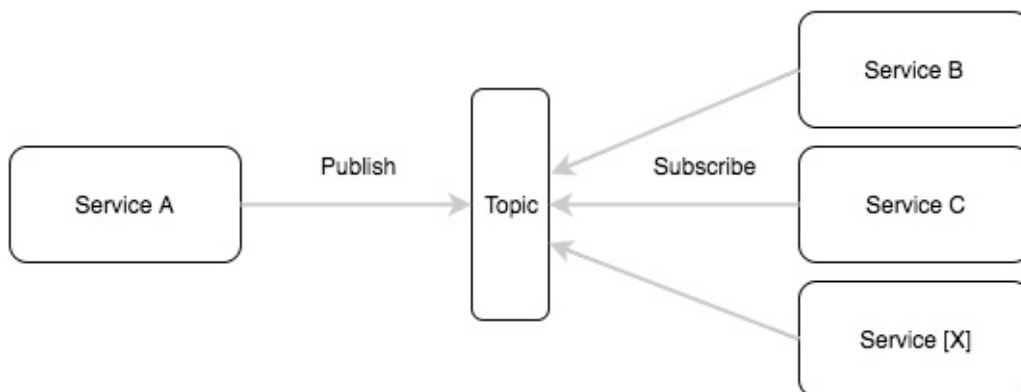 Service A
Publish
Topic
Subscribe
Service B
Service C
Service [X]